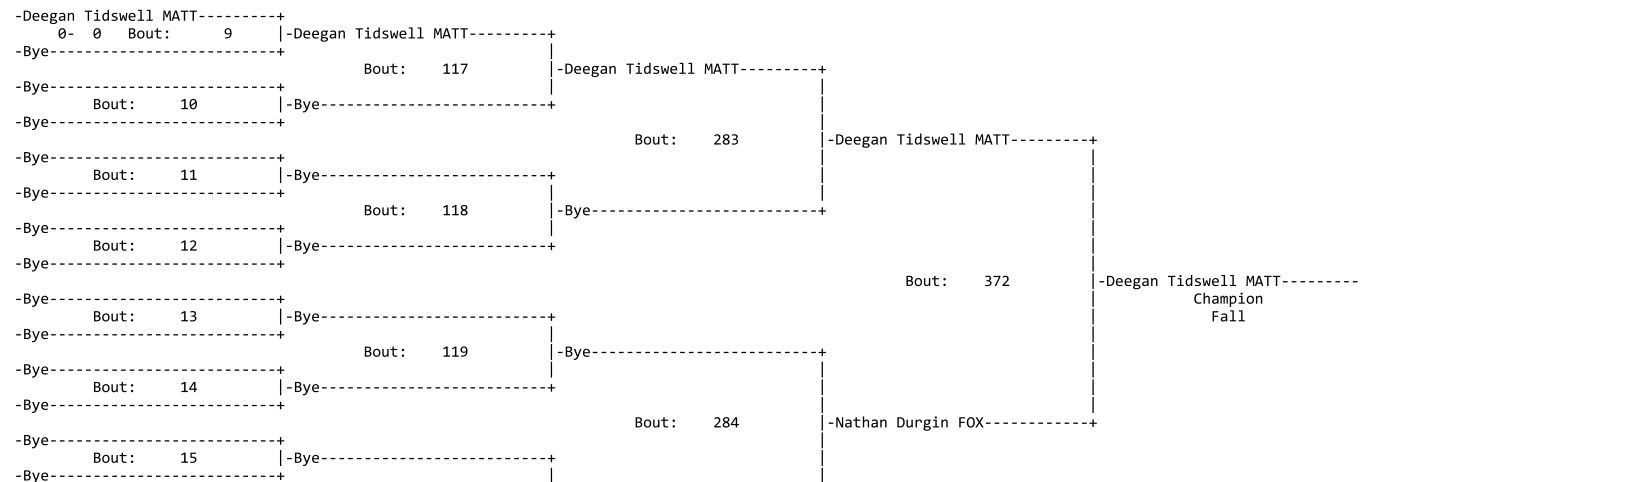 -Deegan Tidswell MATT---------+
     0-  0   Bout:      9     |-Deegan Tidswell MATT---------+
-Bye--------------------------+                              |
                                        Bout:    117         |-Deegan Tidswell MATT---------+
-Bye--------------------------+                              |                              |
         Bout:     10         |-Bye--------------------------+                              |
-Bye--------------------------+                                                             |
                                                                       Bout:    283         |-Deegan Tidswell MATT---------+
-Bye--------------------------+                                                             |                              |
         Bout:     11         |-Bye--------------------------+                              |                              |
-Bye--------------------------+                              |                              |                              |
                                        Bout:    118         |-Bye--------------------------+                              |
-Bye--------------------------+                              |                                                             |
         Bout:     12         |-Bye--------------------------+                                                             |
-Bye--------------------------+                                                                                            |
                                                                                                      Bout:    372         |-Deegan Tidswell MATT---------
-Bye--------------------------+                                                                                            |           Champion
         Bout:     13         |-Bye--------------------------+                                                             |             Fall
-Bye--------------------------+                              |                                                             |
                                        Bout:    119         |-Bye--------------------------+                              |
-Bye--------------------------+                              |                              |                              |
         Bout:     14         |-Bye--------------------------+                              |                              |
-Bye--------------------------+                                                             |                              |
                                                                       Bout:    284         |-Nathan Durgin FOX------------+
-Bye--------------------------+                                                             |
         Bout:     15         |-Bye--------------------------+                              |
-Bye--------------------------+                              |                              |